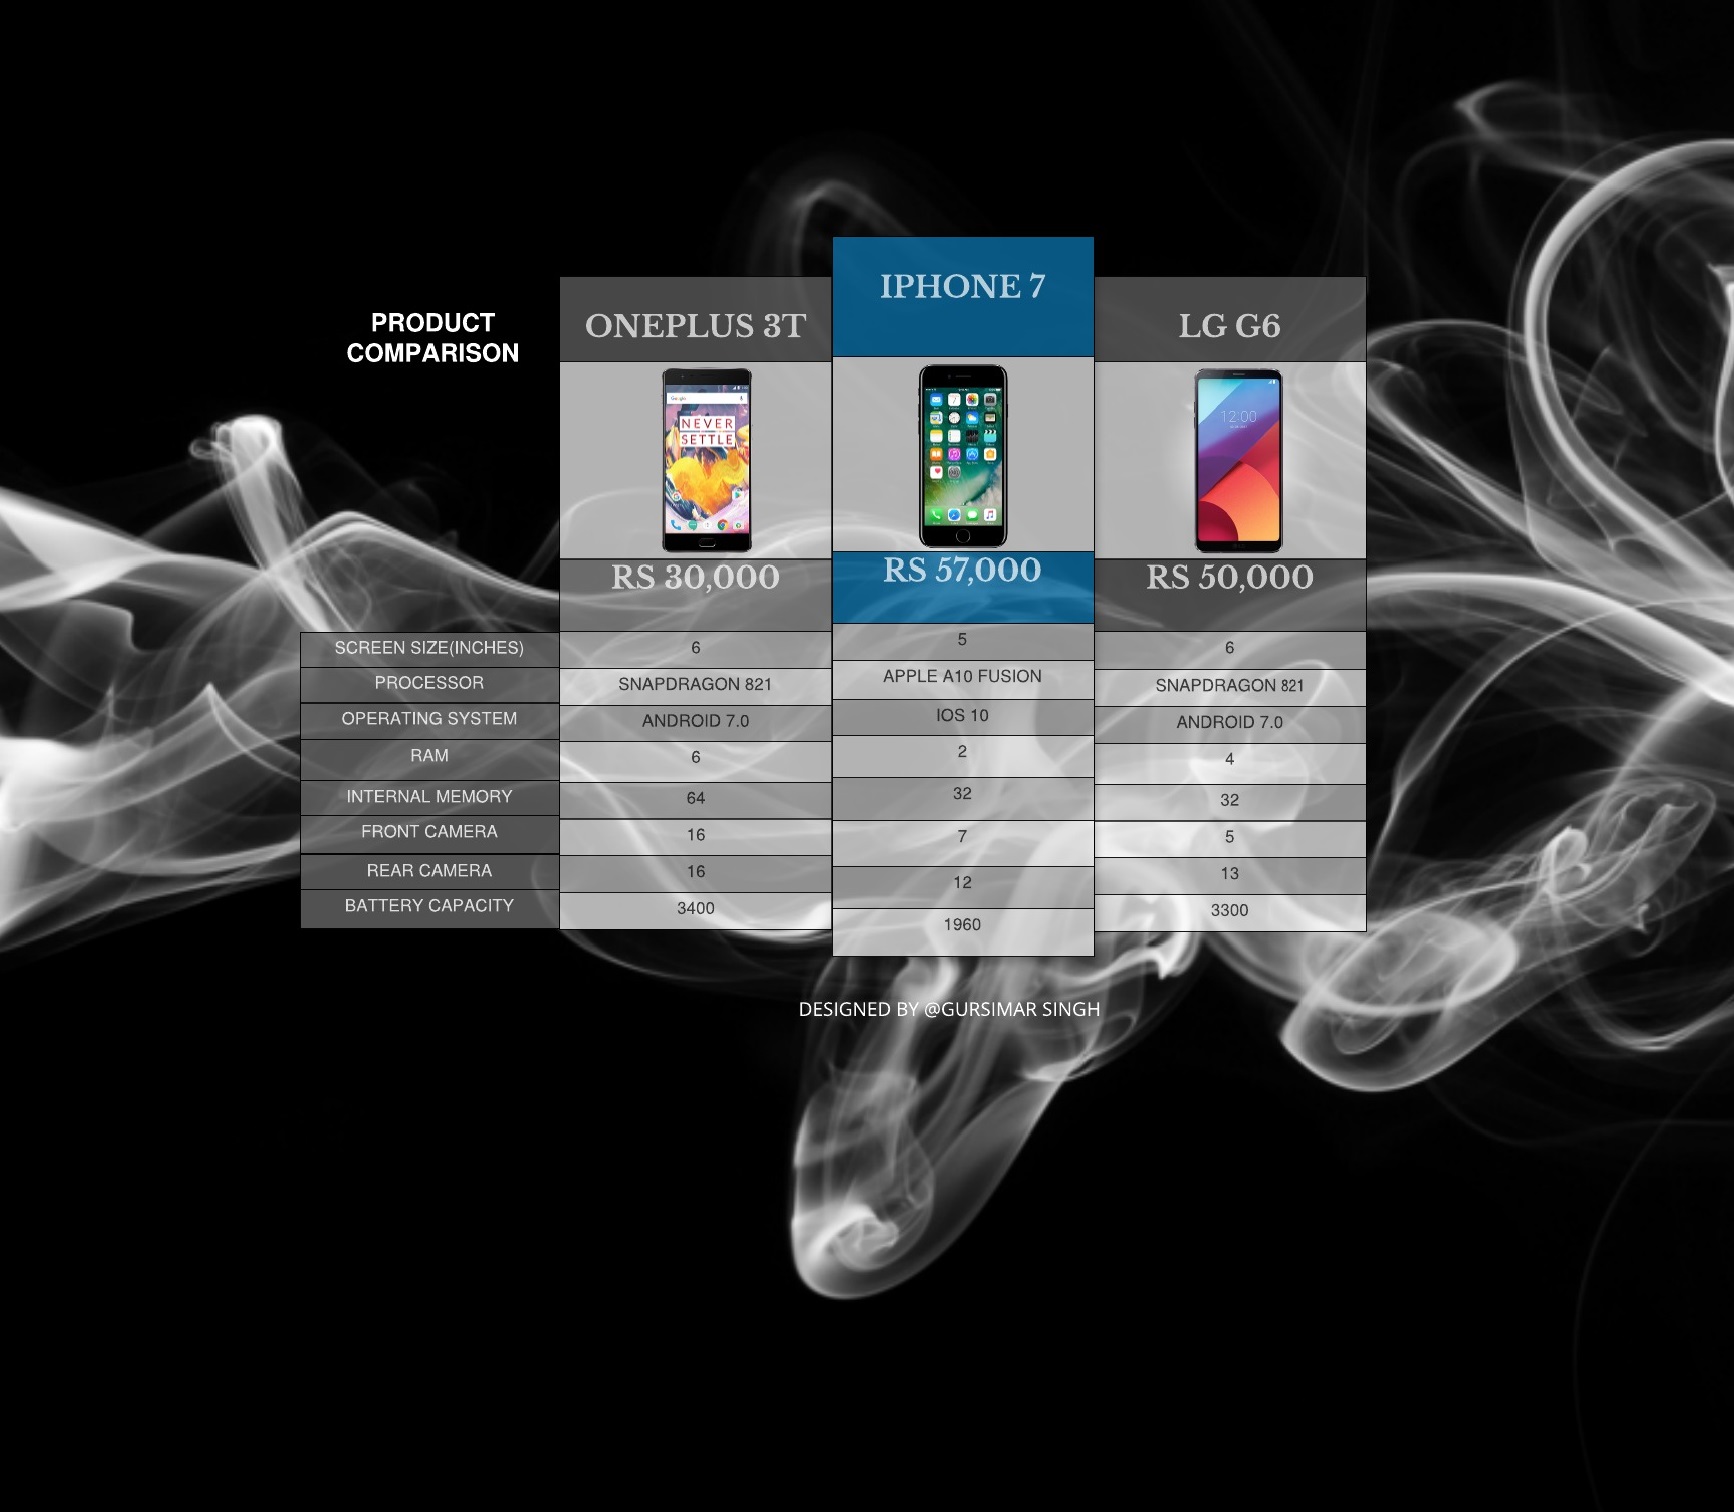 PRODUCT
COMPARISON
ONEPLUS 3T
IPHONE 7
LG G6
Google
NEVER
SETTLE
12:00
RS 30,000
RS 57,000
RS 50,000
SCREEN SIZE(INCHES) 6 5 6
PROCESSOR SNAPDRAGON 821 APPLE A10 FUSION SNAPDRAGON 821
OPERATING SYSTEM ANDROID 7.0 IOS 10 ANDROID 7.0
RAM 6 2 4
INTERNAL MEMORY 64 32 32
FRONT CAMERA 16 7 5
REAR CAMERA 16 12 13
BATTERY CAPACITY 3400 1960 3300
DESIGNED BY @GURSIMAR SINGH